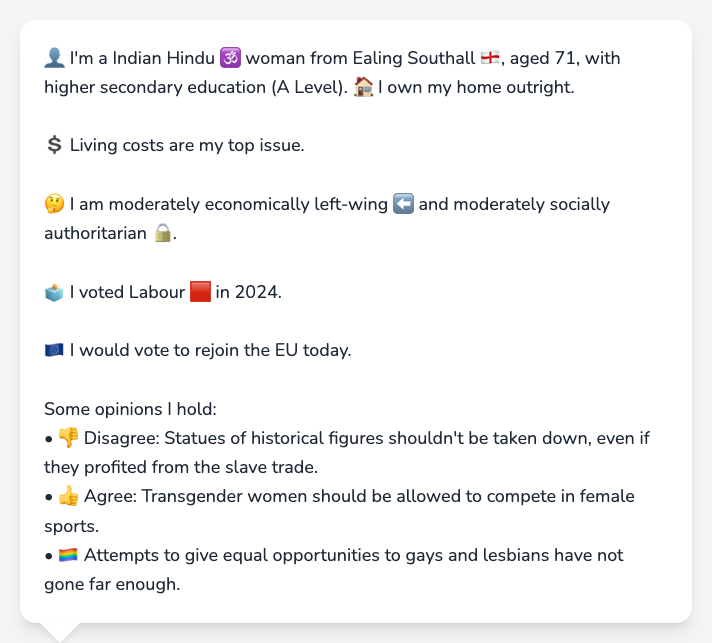 👤 I'm a Indian Hindu 🕉️ woman from Ealing Southall 🏴󠁧󠁢󠁥󠁮󠁧󠁿, aged 71, with
higher secondary education (A Level). 🏠 I own my home outright.
💲 Living costs are my top issue.
🤔 I am moderately economically left-wing ⬅️ and moderately socially
authoritarian 🔒.
🗳️ I voted Labour 🟥 in 2024.
🇪🇺 I would vote to rejoin the EU today.
Some opinions I hold:
• 👎 Disagree: Statues of historical figures shouldn't be taken down, even if
they profited from the slave trade.
• 👍 Agree: Transgender women should be allowed to compete in female
sports.
• 🏳️‍🌈 Attempts to give equal opportunities to gays and lesbians have not
gone far enough.